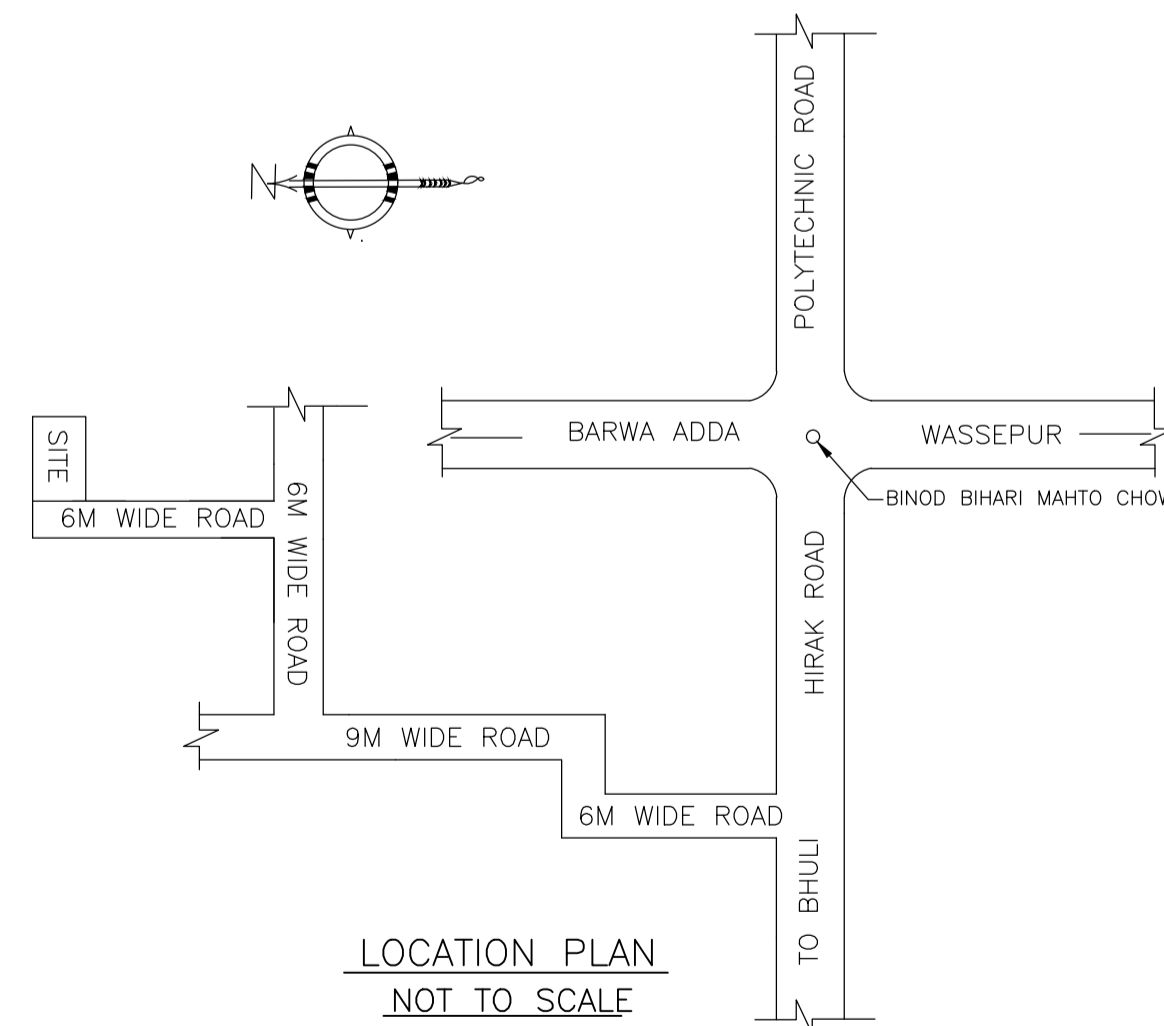 POLYTECHNIC ROAD
N
BARWA ADDA
WASSEPUR
SITE
6M WIDE ROAD
6M WIDE ROAD
BINOD BIHARI MAHTO CHOW
HIRAK ROAD
9M WIDE ROAD
6M WIDE ROAD
TO BHULI
LOCATION PLAN
NOT TO SCALE